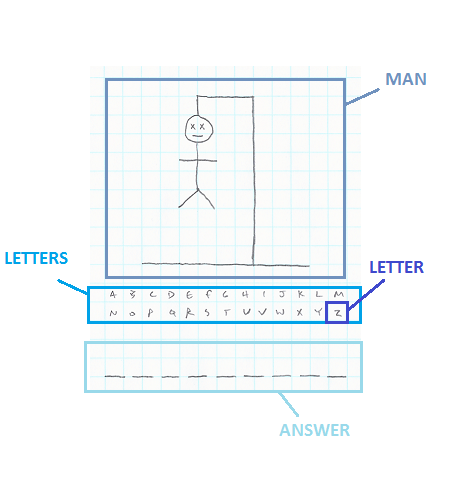 MAN
x x
LETTERS
LETTER
A B C D E F G H I J K L M
N O P Q R S T U V W X Y Z
ANSWER